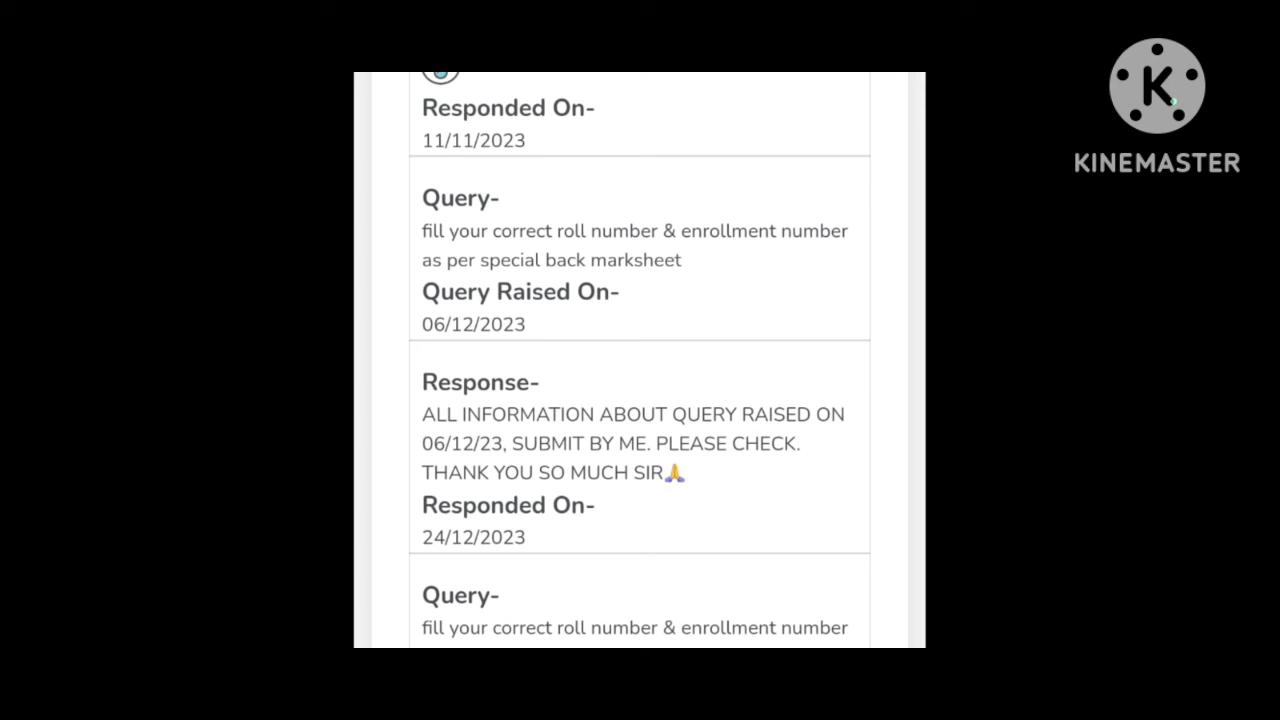 Responded On-
11/11/2023
Query-
fill your correct roll number & enrollment number
as per special back marksheet
Query Raised On-
06/12/2023
Response-
ALL INFORMATION ABOUT QUERY RAISED ON
06/12/23, SUBMIT BY ME. PLEASE CHECK.
THANK YOU SO MUCH SIR🙏
Responded On-
24/12/2023
Query-
fill your correct roll number & enrollment number
K
KINEMASTER